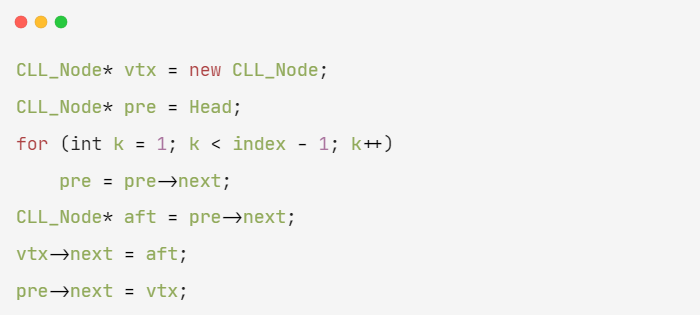 CLL_Node* vtx = new CLL_Node;
CLL_Node* pre = Head;
for (int k = 1; k < index - 1; k++)
    pre = pre->next;
CLL_Node* aft = pre->next;
vtx->next = aft;
pre->next = vtx;